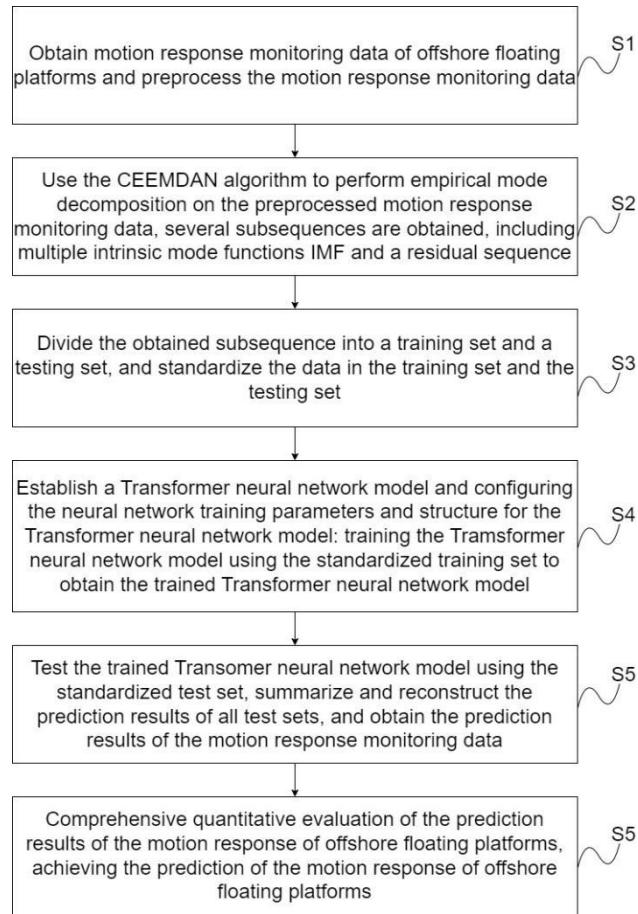 Obtain motion response monitoring data of offshore floating
platforms and preprocess the motion response monitoring data
S1
Use the CEEMDAN algorithm to perform empirical mode
decomposition on the preprocessed motion response
monitoring data, several subsequences are obtained, including
multiple intrinsic mode functions IMF and a residual sequence
S2
Divide the obtained subsequence into a training set and a
testing set, and standardize the data in the training set and the
testing set
S3
Establish a Transformer neural network model and configuring
the neural network training parameters and structure for the
Transformer neural network model: training the Tramsformer
neural network model using the standardized training set to
obtain the trained Transformer neural network model
S4
Test the trained Transomer neural network model using the
standardized test set, summarize and reconstruct the
prediction results of all test sets, and obtain the prediction
results of the motion response monitoring data
S5
Comprehensive quantitative evaluation of the prediction
results of the motion response of offshore floating platforms,
achieving the prediction of the motion response of offshore
floating platforms
S5